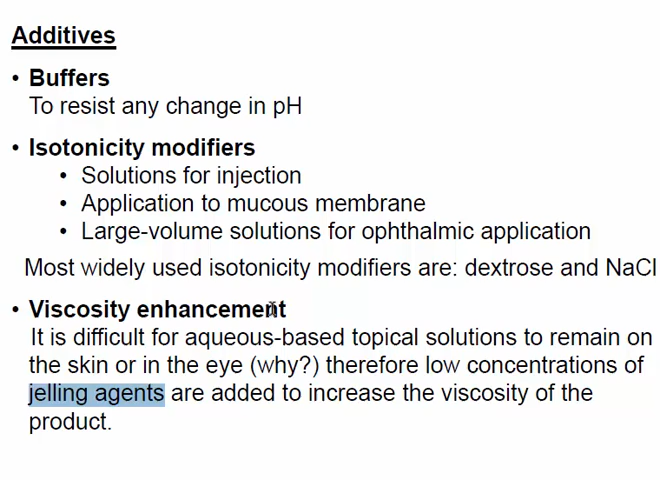 Additives
• Buffers
To resist any change in pH
• Isotonicity modifiers
• Solutions for injection
• Application to mucous membrane
• Large-volume solutions for ophthalmic application
Most widely used isotonicity modifiers are: dextrose and NaCl
• Viscosity enhancement
It is difficult for aqueous-based topical solutions to remain on
the skin or in the eye (why?) therefore low concentrations of
jelling agents are added to increase the viscosity of the
product.